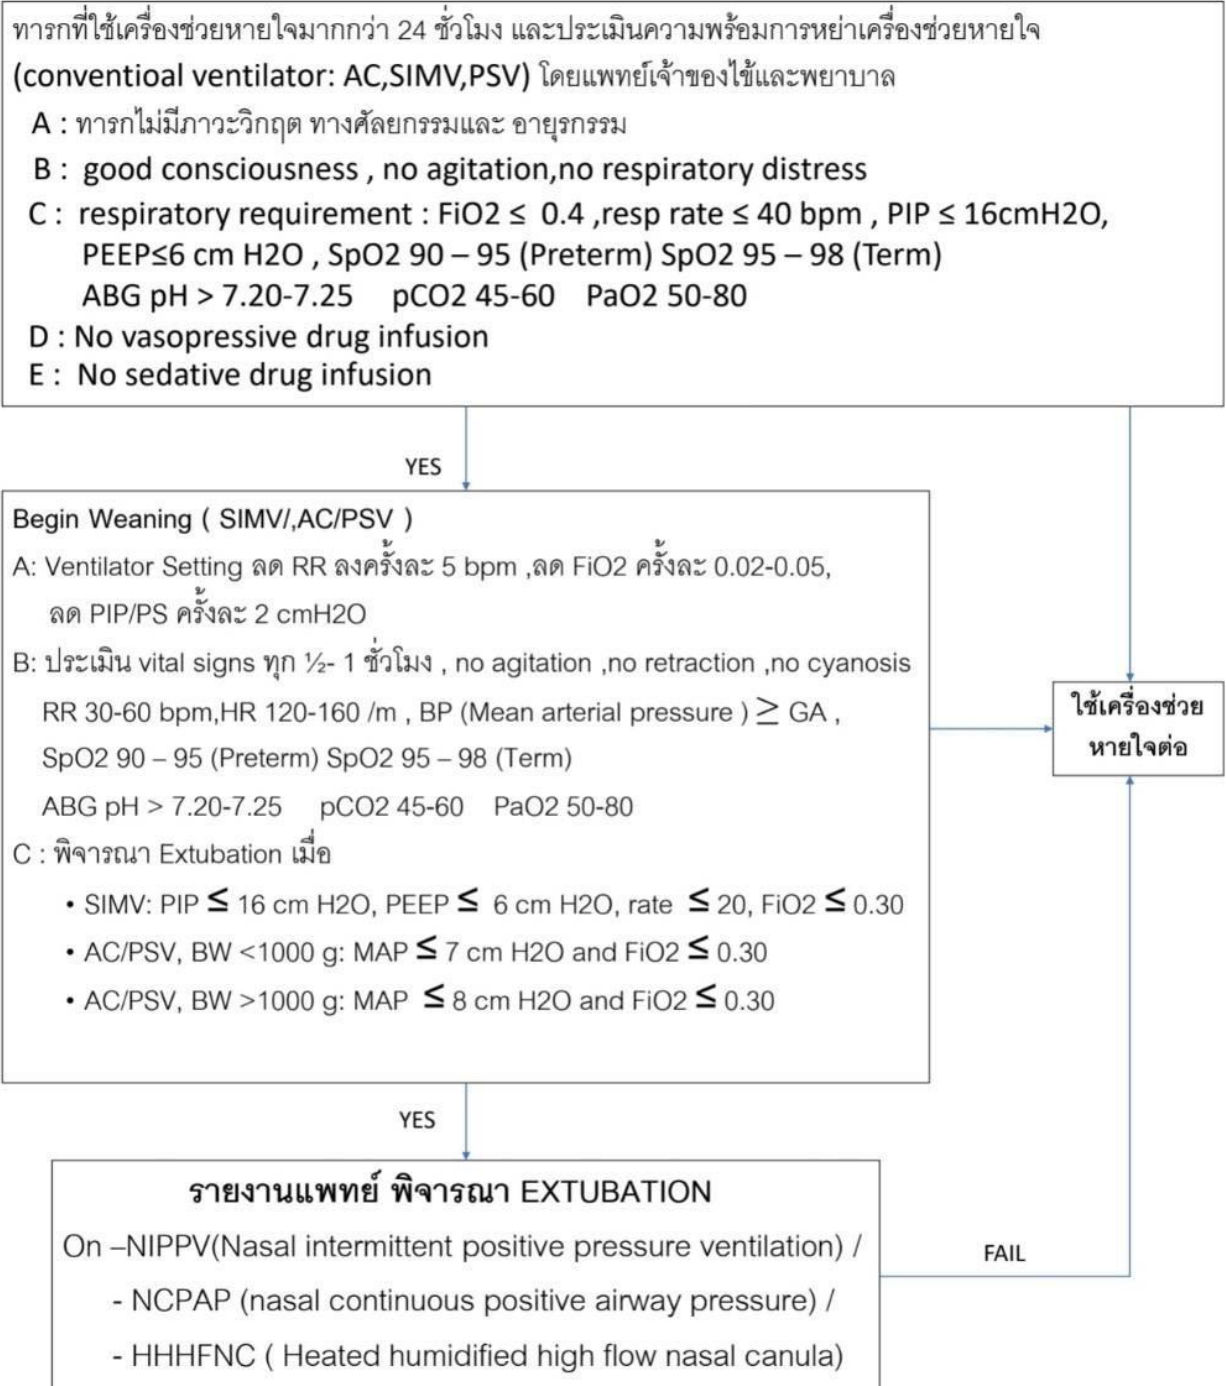 ทารกที่ใช้เครื่องช่วยหายใจมากกว่า 24 ชั่วโมง และประเมินความพร้อมการหย่าเครื่องช่วยหายใจ
(conventioal ventilator: AC,SIMV,PSV) โดยแพทย์เจ้าของไข้และพยาบาล
A : ทารกไม่มีภาวะวิกฤต ทางศัลยกรรมและ อายุรกรรม
B : good consciousness , no agitation,no respiratory distress
C : respiratory requirement : FiO2 ≤ 0.4 ,resp rate ≤ 40 bpm , PIP ≤ 16cmH2O,
PEEP≤6 cm H2O , SpO2 90 – 95 (Preterm) SpO2 95 – 98 (Term)
ABG pH > 7.20-7.25 pCO2 45-60 PaO2 50-80
D : No vasopressive drug infusion
E : No sedative drug infusion
YES
Begin Weaning ( SIMV/,AC/PSV )
A: Ventilator Setting ลด RR ลงครั้งละ 5 bpm ,ลด FiO2 ครั้งละ 0.02-0.05,
ลด PIP/PS ครั้งละ 2 cmH2O
B: ประเมิน vital signs ทุก ½- 1 ชั่วโมง , no agitation ,no retraction ,no cyanosis
RR 30-60 bpm,HR 120-160 /m , BP (Mean arterial pressure ) ≥ GA ,
SpO2 90 – 95 (Preterm) SpO2 95 – 98 (Term)
ABG pH > 7.20-7.25 pCO2 45-60 PaO2 50-80
C : พิจารณา Extubation เมื่อ
• SIMV: PIP ≤ 16 cm H2O, PEEP ≤ 6 cm H2O, rate ≤ 20, FiO2 ≤ 0.30
• AC/PSV, BW <1000 g: MAP ≤ 7 cm H2O and FiO2 ≤ 0.30
• AC/PSV, BW >1000 g: MAP ≤ 8 cm H2O and FiO2 ≤ 0.30
ใช้เครื่องช่วย
หายใจต่อ
YES
รายงานแพทย์ พิจารณา EXTUBATION
On –NIPPV(Nasal intermittent positive pressure ventilation) /
- NCPAP (nasal continuous positive airway pressure) /
- HHHFNC ( Heated humidified high flow nasal canula)
FAIL